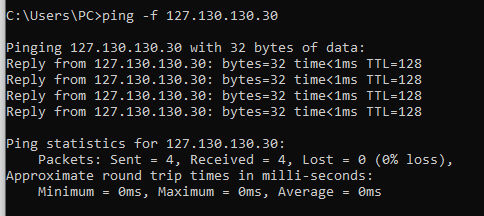 C:\Users\PC>ping -f 127.130.130.30
Pinging 127.130.130.30 with 32 bytes of data:
Reply from 127.130.130.30: bytes=32 time<1ms TTL=128
Reply from 127.130.130.30: bytes=32 time<1ms TTL=128
Reply from 127.130.130.30: bytes=32 time<1ms TTL=128
Reply from 127.130.130.30: bytes=32 time<1ms TTL=128
Ping statistics for 127.130.130.30:
    Packets: Sent = 4, Received = 4, Lost = 0 (0% loss),
Approximate round trip times in milli-seconds:
    Minimum = 0ms, Maximum = 0ms, Average = 0ms